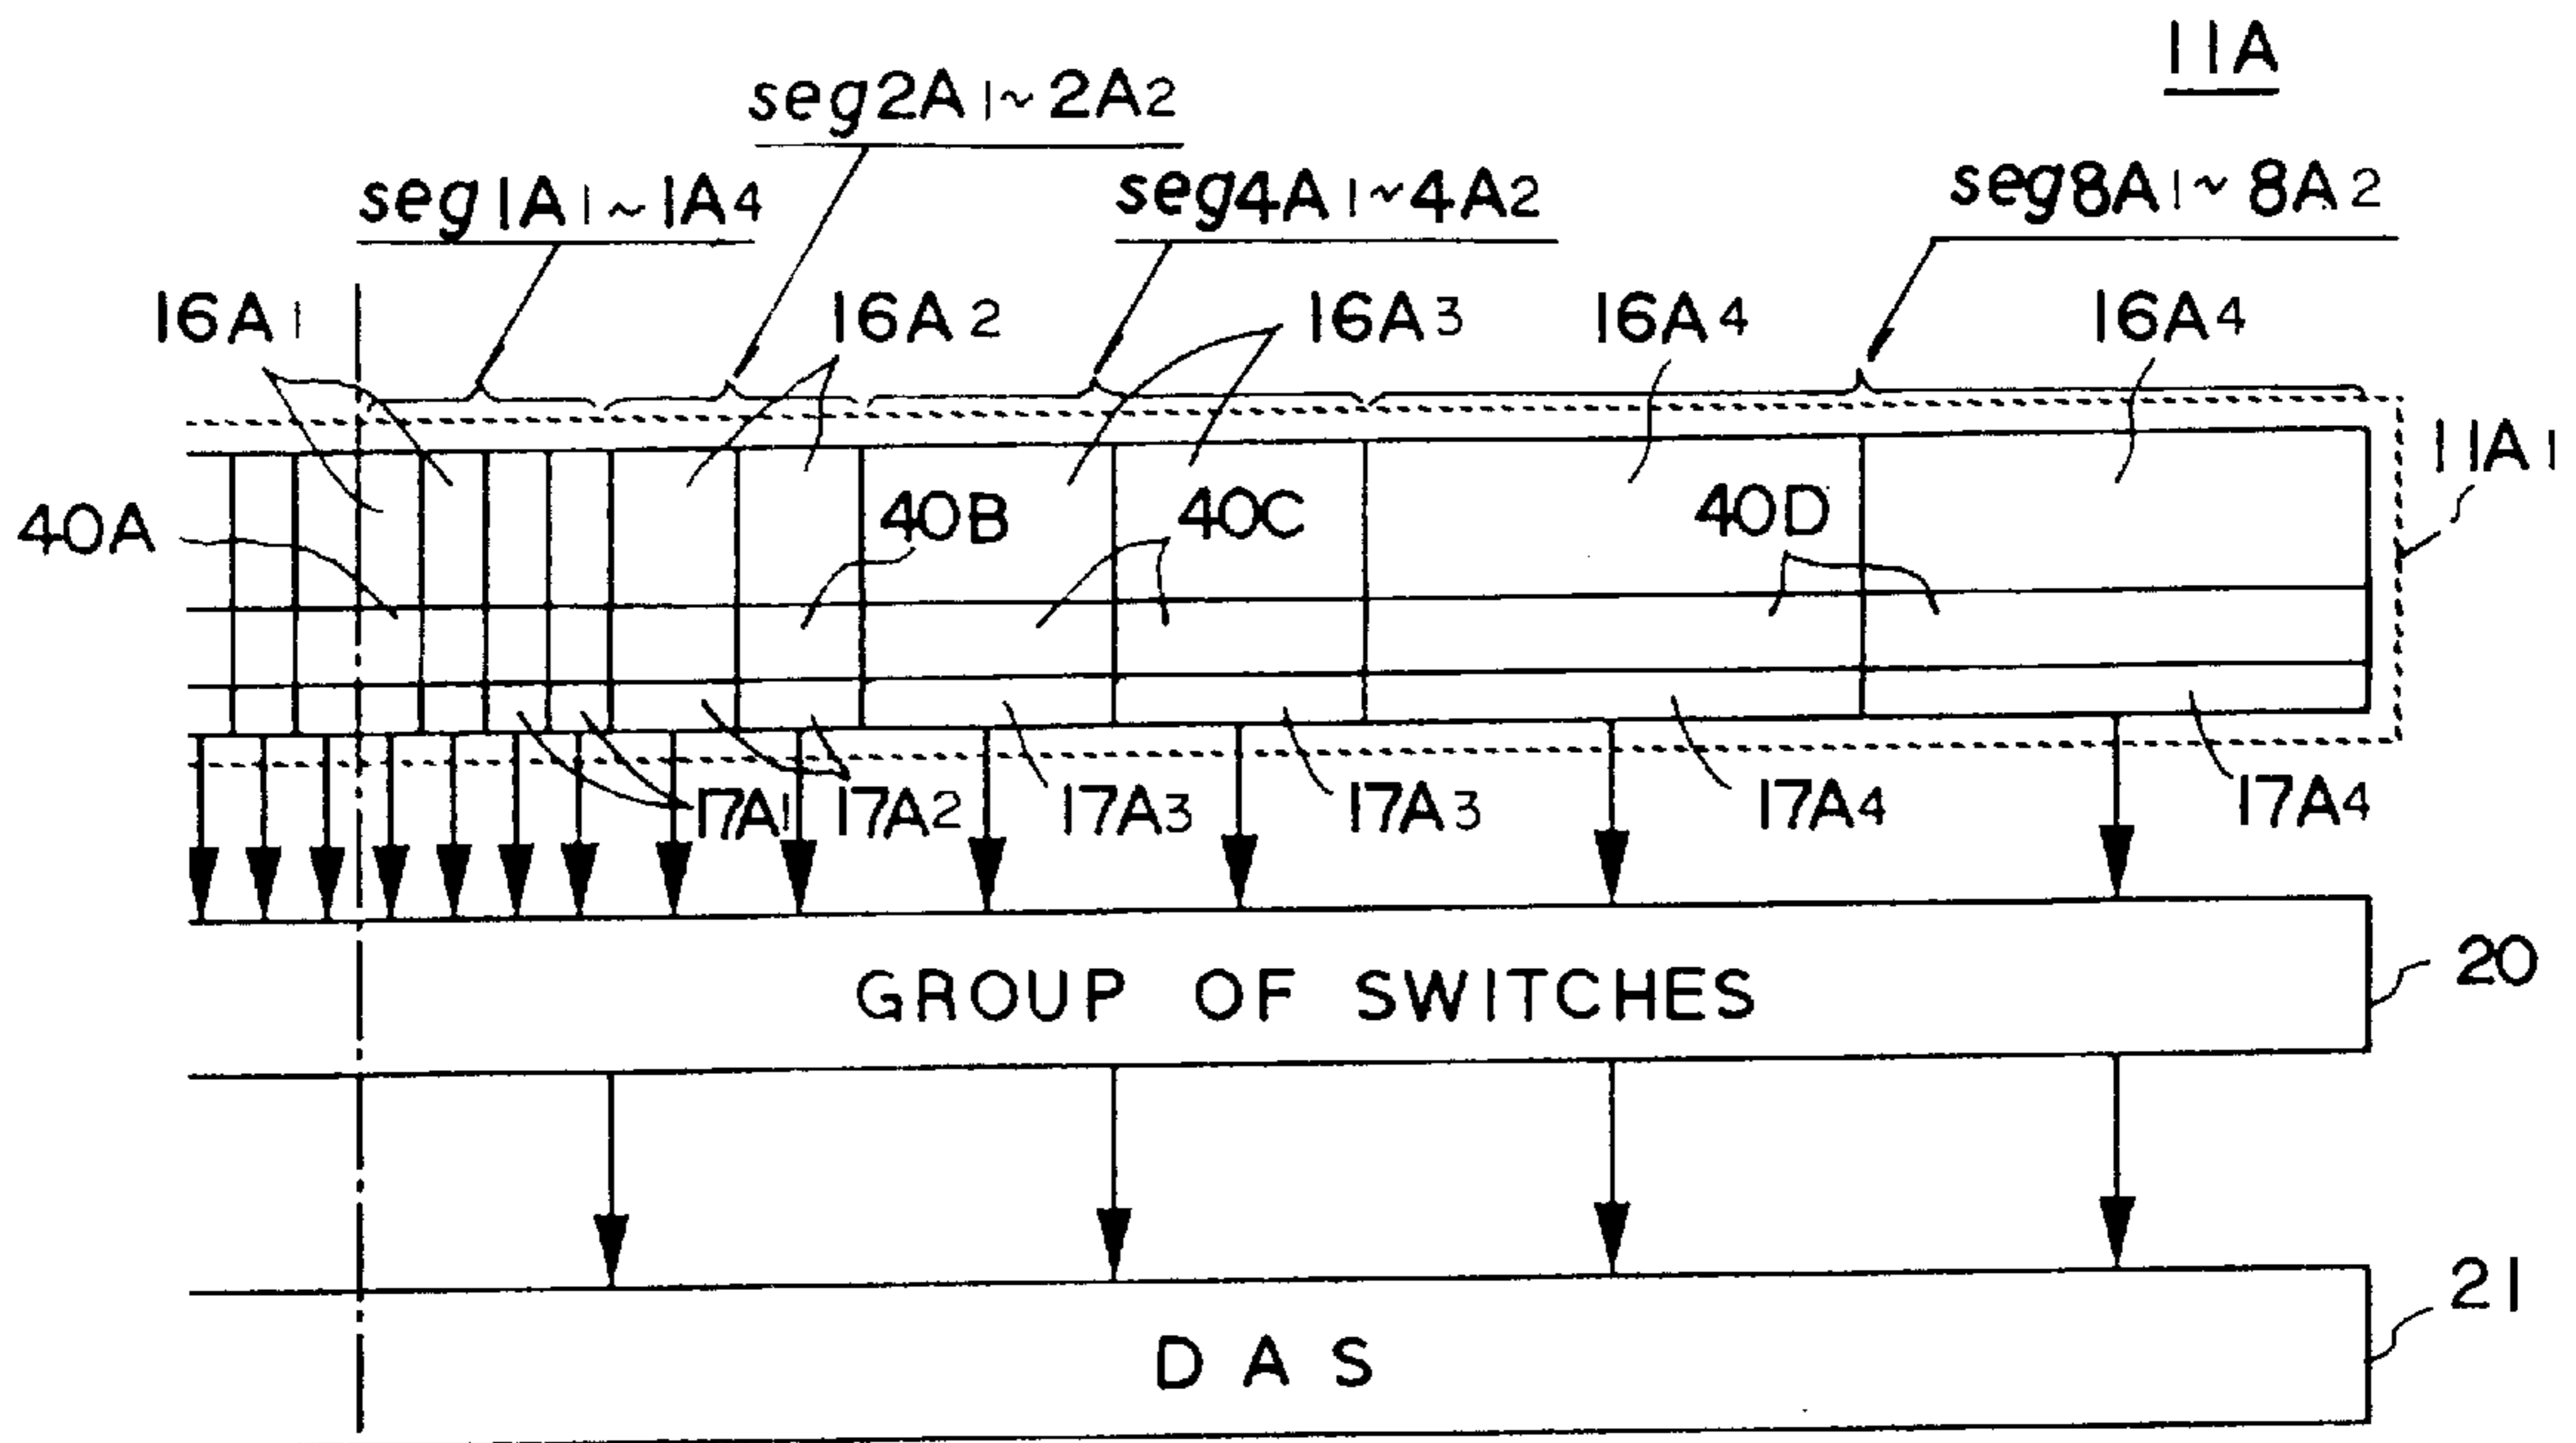 11A
seg2A1~2A2
seg1A1~1A4
seg4A1~4A2
seg8A1~8A2
16A1
16A2
16A3
16A4
16A4
11A1
40A
40B
40C
40D
17A1
17A2
17A3
17A3
17A4
17A4
GROUP OF SWITCHES
20
DAS
21